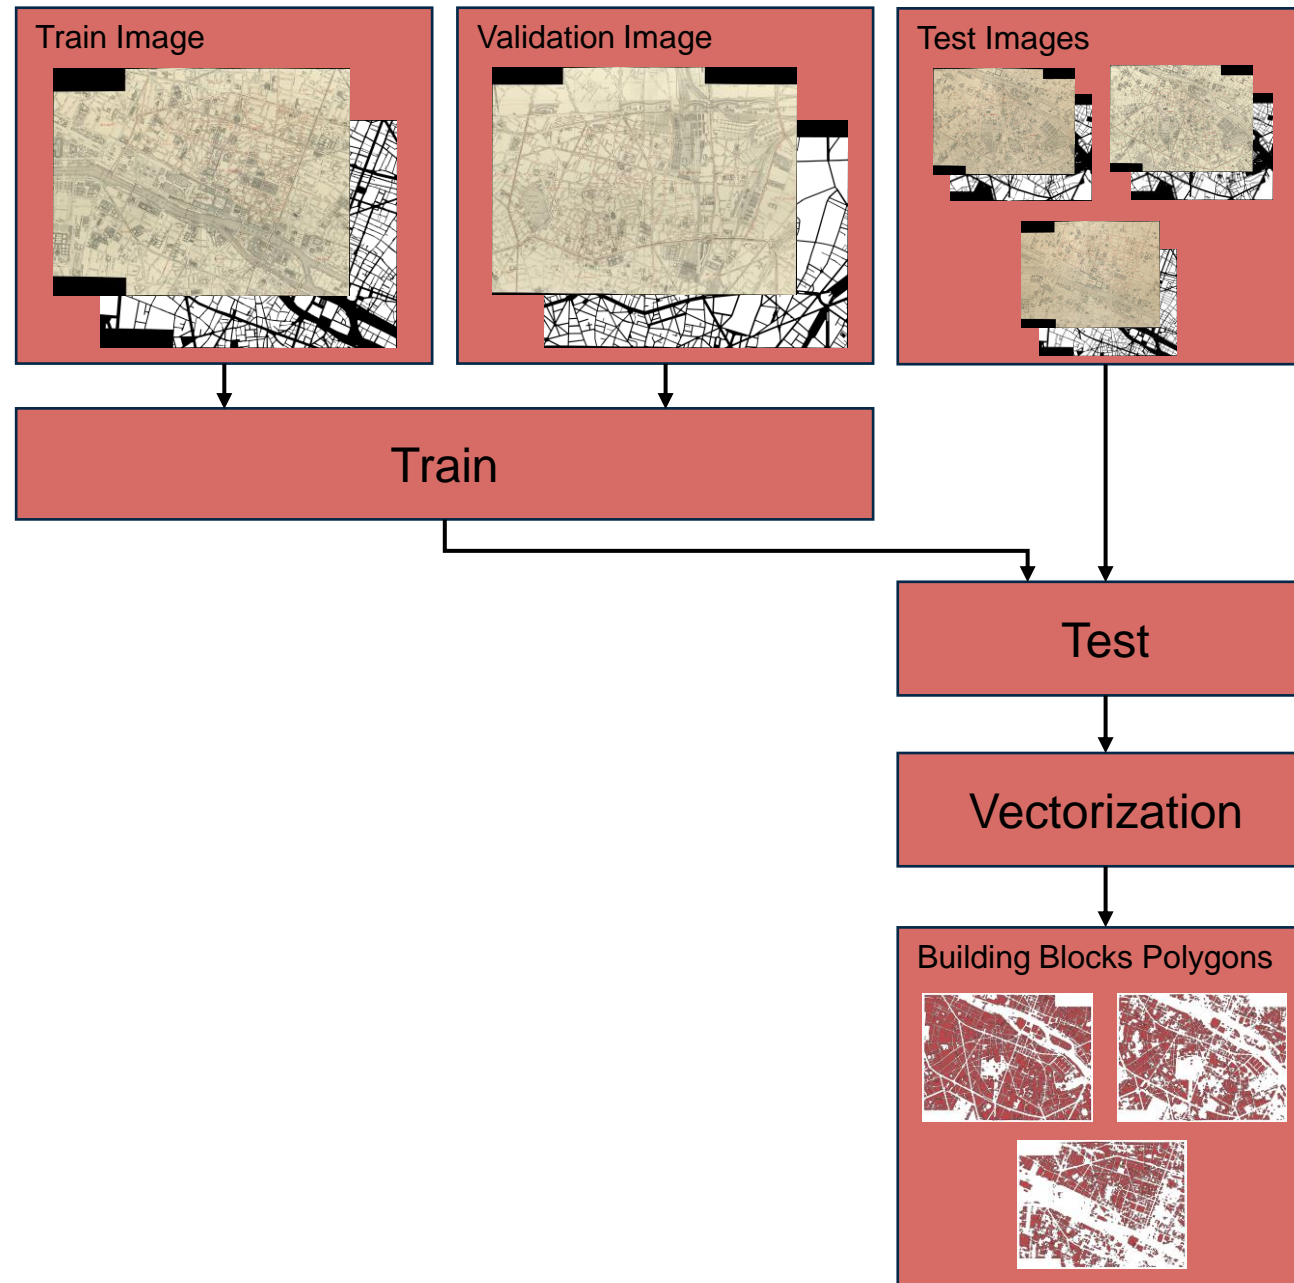 Train Image
Validation Image
Test Images
Train
Test
Vectorization
Building Blocks Polygons